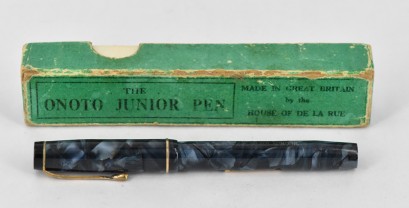 THE
ONOTO JUNIOR PEN
MADE IN GREAT BRITAIN
by the
HOUSE OF DE LA RUE